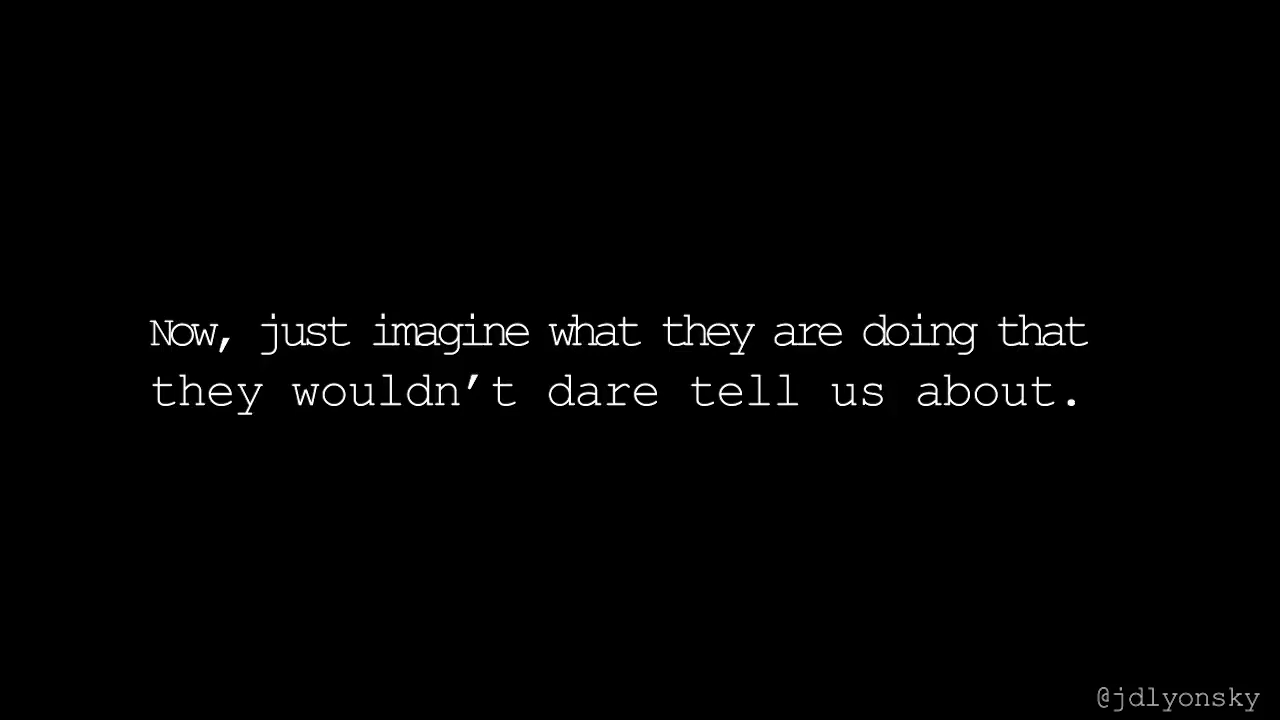 Now, just imagine what they are doing that
they wouldn’t dare tell us about.
@jdlyonsky